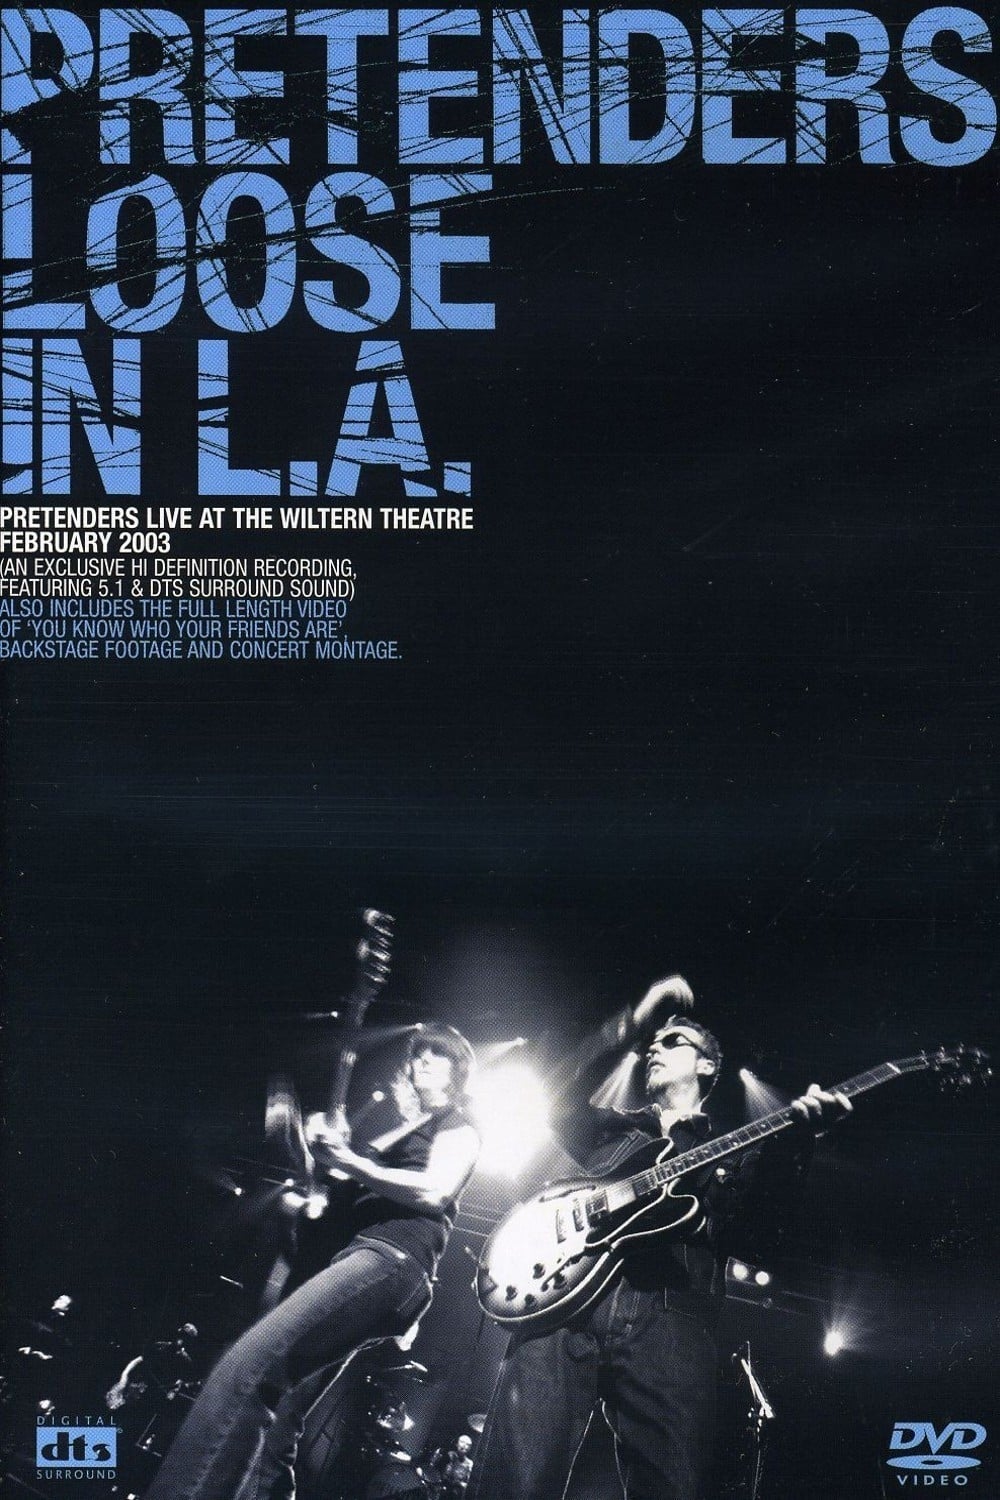 PRETENDERS
LOOSE
IN L.A.
PRETENDERS LIVE AT THE WILTERN THEATRE
FEBRUARY 2003
(AN EXCLUSIVE HI DEFINITION RECORDING,
FEATURING 5.1 & DTS SURROUND SOUND)
ALSO INCLUDES THE FULL LENGTH VIDEO
OF ‘YOU KNOW WHO YOUR FRIENDS ARE’,
BACKSTAGE FOOTAGE AND CONCERT MONTAGE.
DIGITAL
dts
SURROUND
DVD
VIDEO